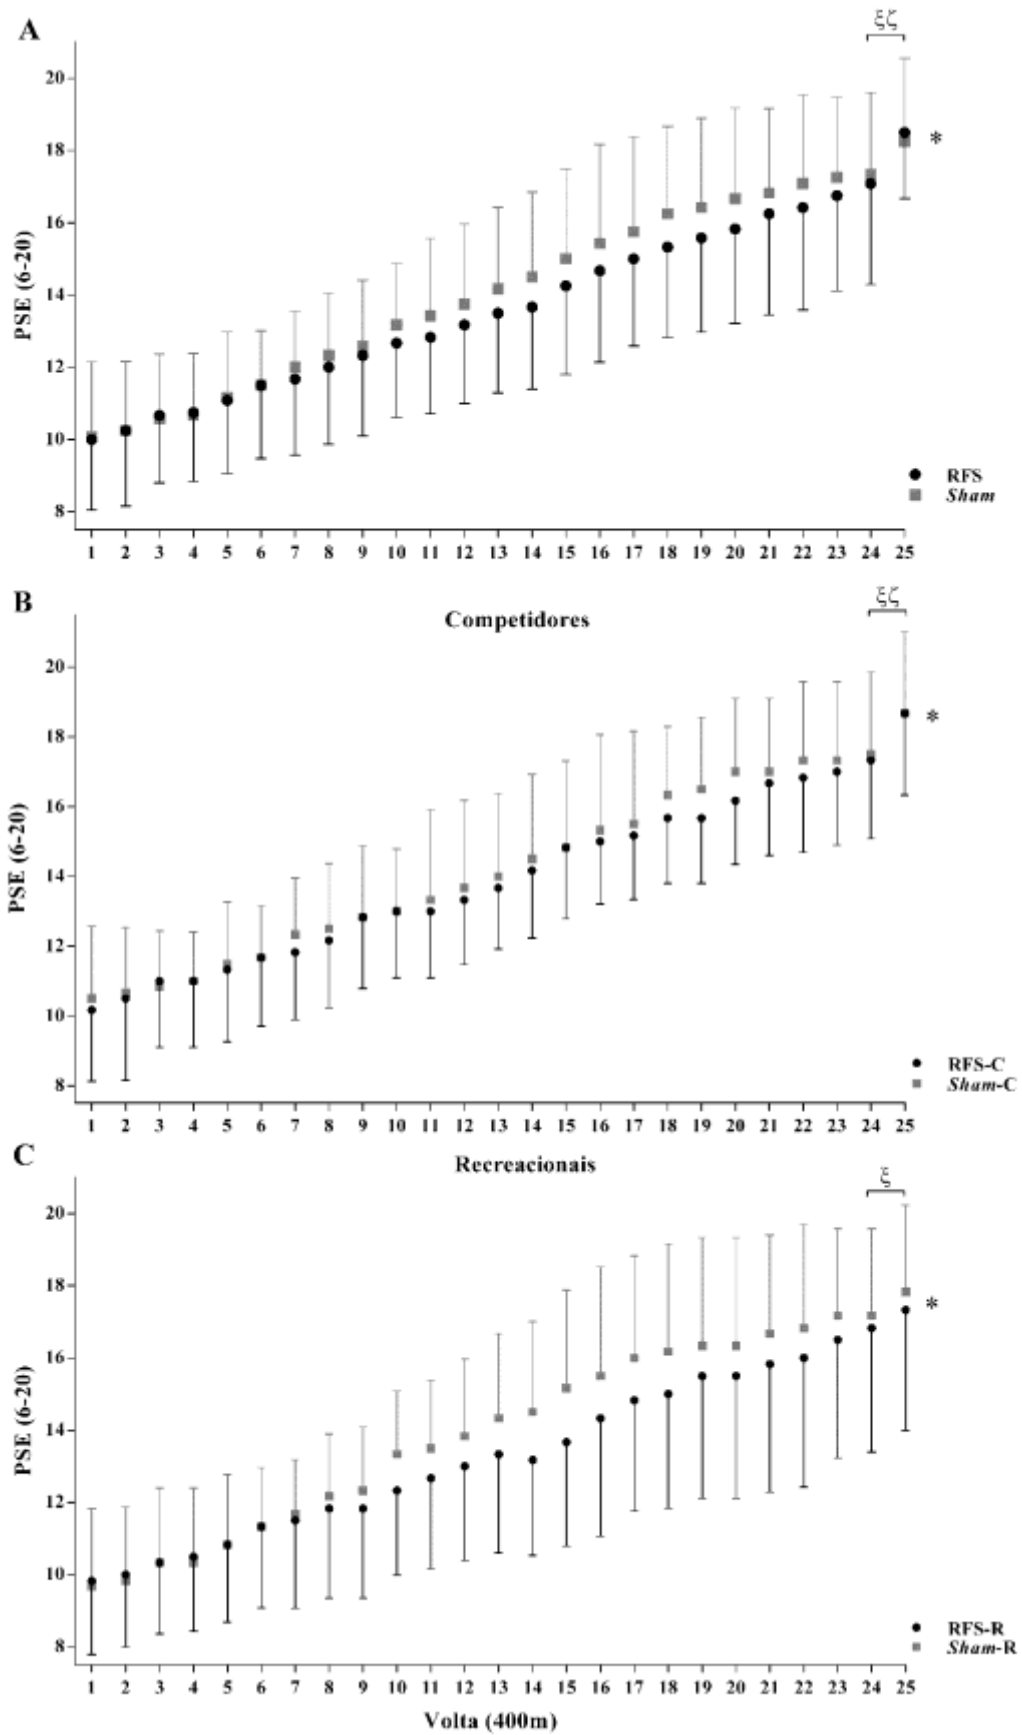 A
ξζ
20
18
16
14
12
10
8
PSE (6-20)
*
RFS
Sham
1 2 3 4 5 6 7 8 9 10 11 12 13 14 15 16 17 18 19 20 21 22 23 24 25
B
Competidores
ξζ
20
18
16
14
12
10
8
PSE (6-20)
*
RFS-C
Sham-C
1 2 3 4 5 6 7 8 9 10 11 12 13 14 15 16 17 18 19 20 21 22 23 24 25
C
Recreacionais
ξ
20
18
16
14
12
10
8
PSE (6-20)
*
RFS-R
Sham-R
1 2 3 4 5 6 7 8 9 10 11 12 13 14 15 16 17 18 19 20 21 22 23 24 25
Volta (400m)